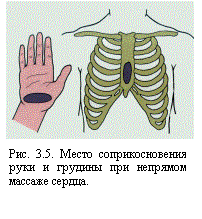 Рис. 3.5. Место соприкосновения
руки и грудины при непрямом
массаже сердца.